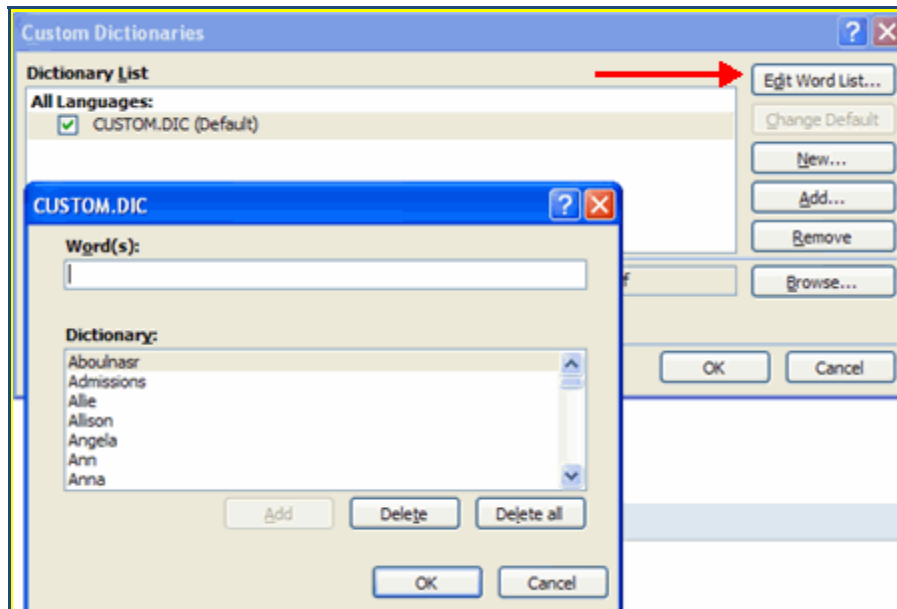 Custom Dictionaries
Dictionary List
Edit Word List...
All Languages:
CUSTOM.DIC (Default)
Change Default
New...
Add...
Remove
Browse...
OK Cancel
CUSTOM.DIC
Word(s):
Dictionary:
Aboulnasr
Admissions
Allie
Allison
Angela
Ann
Anna
Add Delete Delete all
OK Cancel